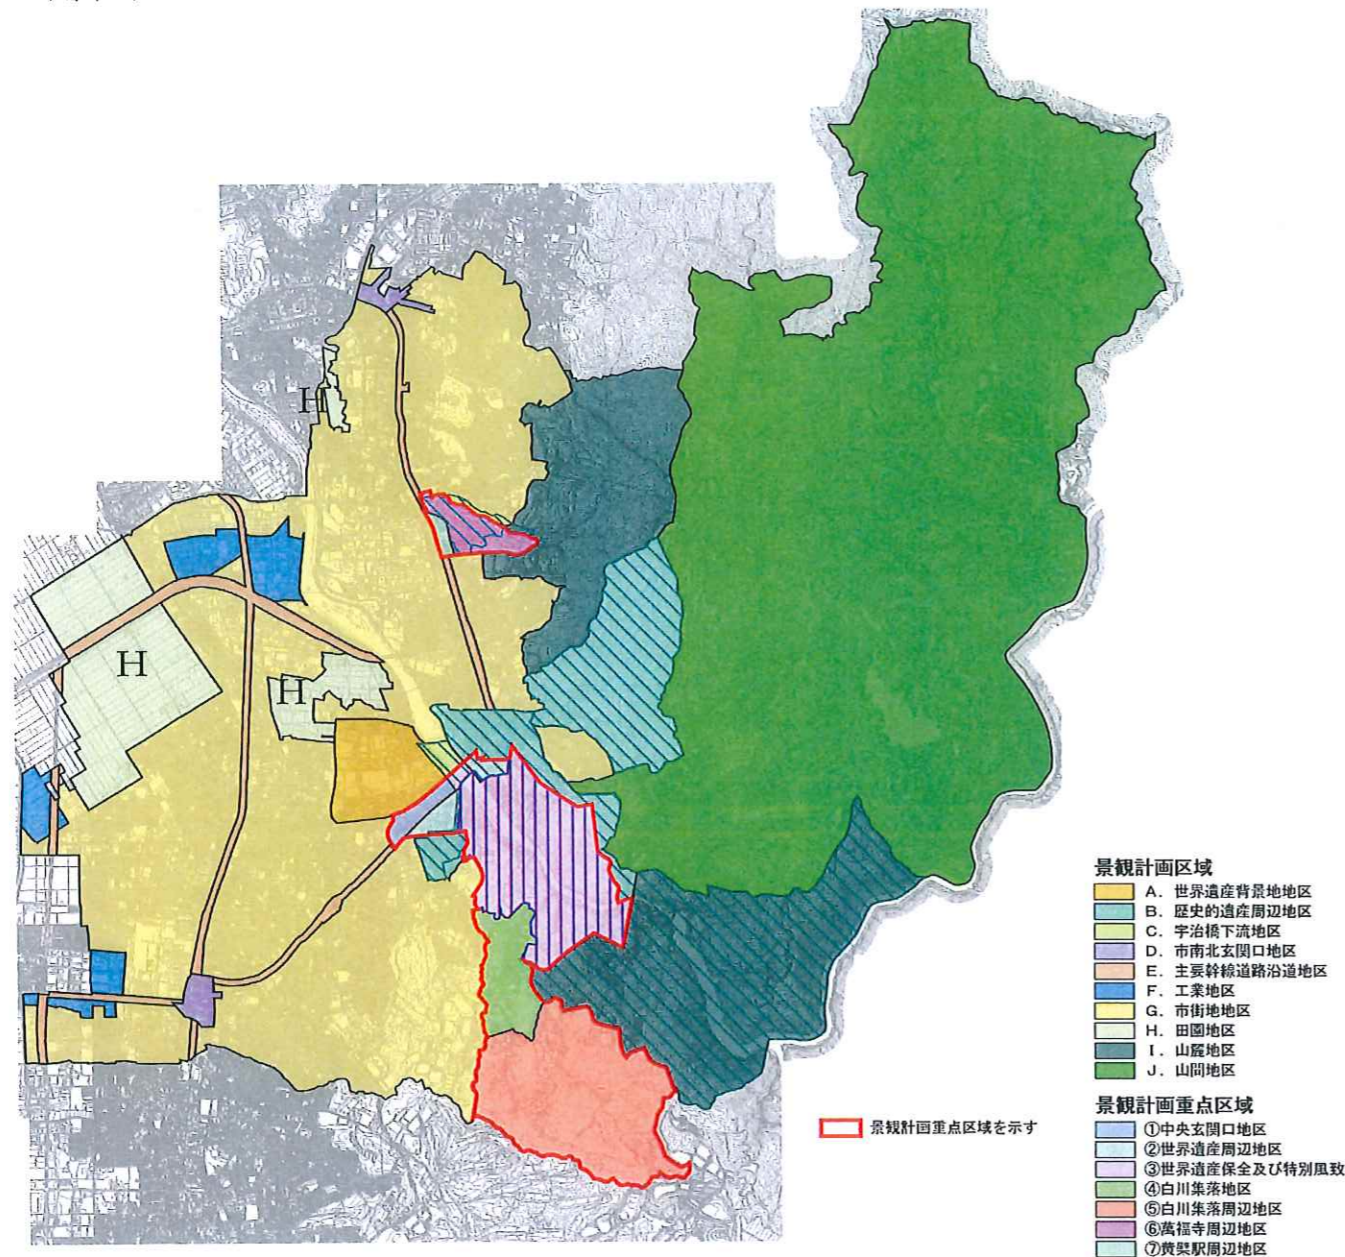 H
H
H
景観計画区域
A．世界遺産背景地地区
B．歴史的遺産周辺地区
C．宇治橋下流地区
D．市南北玄関口地区
E．主要幹線道路沿道地区
F．工業地区
G．市街地地区
H．田園地区
I．山麓地区
J．山間地区
景観計画重点区域
①中央玄関口地区
②世界遺産周辺地区
③世界遺産保全及び特別風致
④白川集落地区
⑤白川集落周辺地区
⑥萬福寺周辺地区
⑦黄檗駅周辺地区
景観計画重点区域を示す